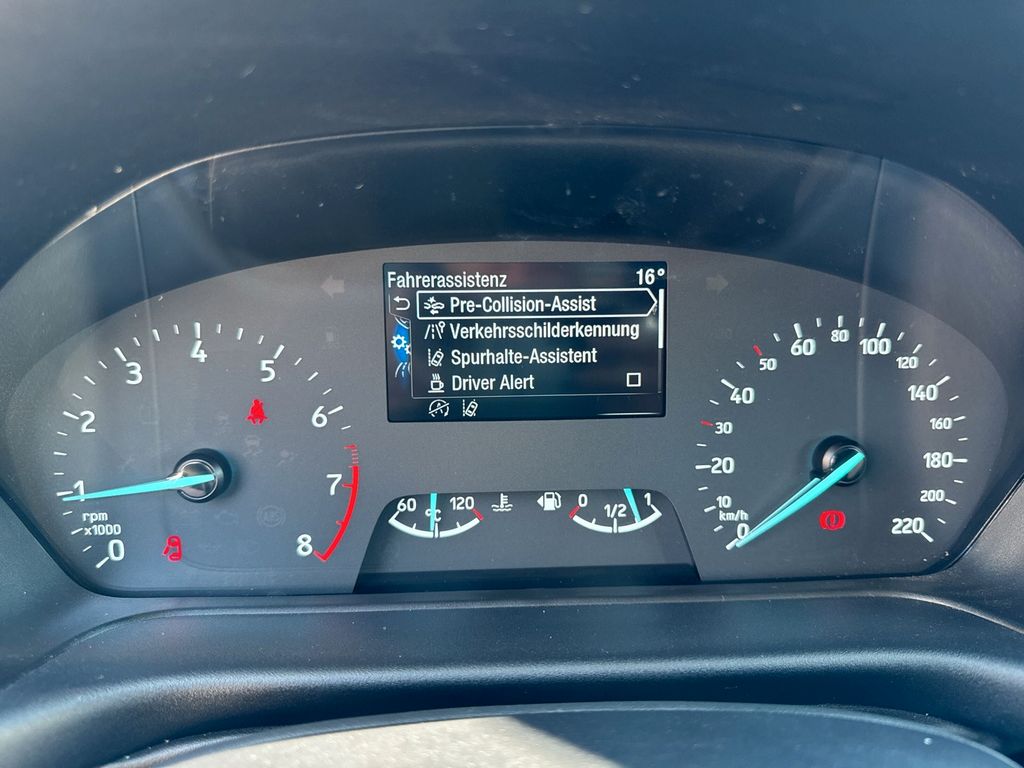 Fahrerassistenz 16°
Pre-Collision-Assist
Verkehrsschilderkennung
Spurhalte-Assistent
Driver Alert
0
1
2
3
4
5
6
7
8
rpm
x1000
60 °C 120
0 1/2 1
0
10
20
30
40
50
60
80
100
120
140
160
180
200
220
km/h